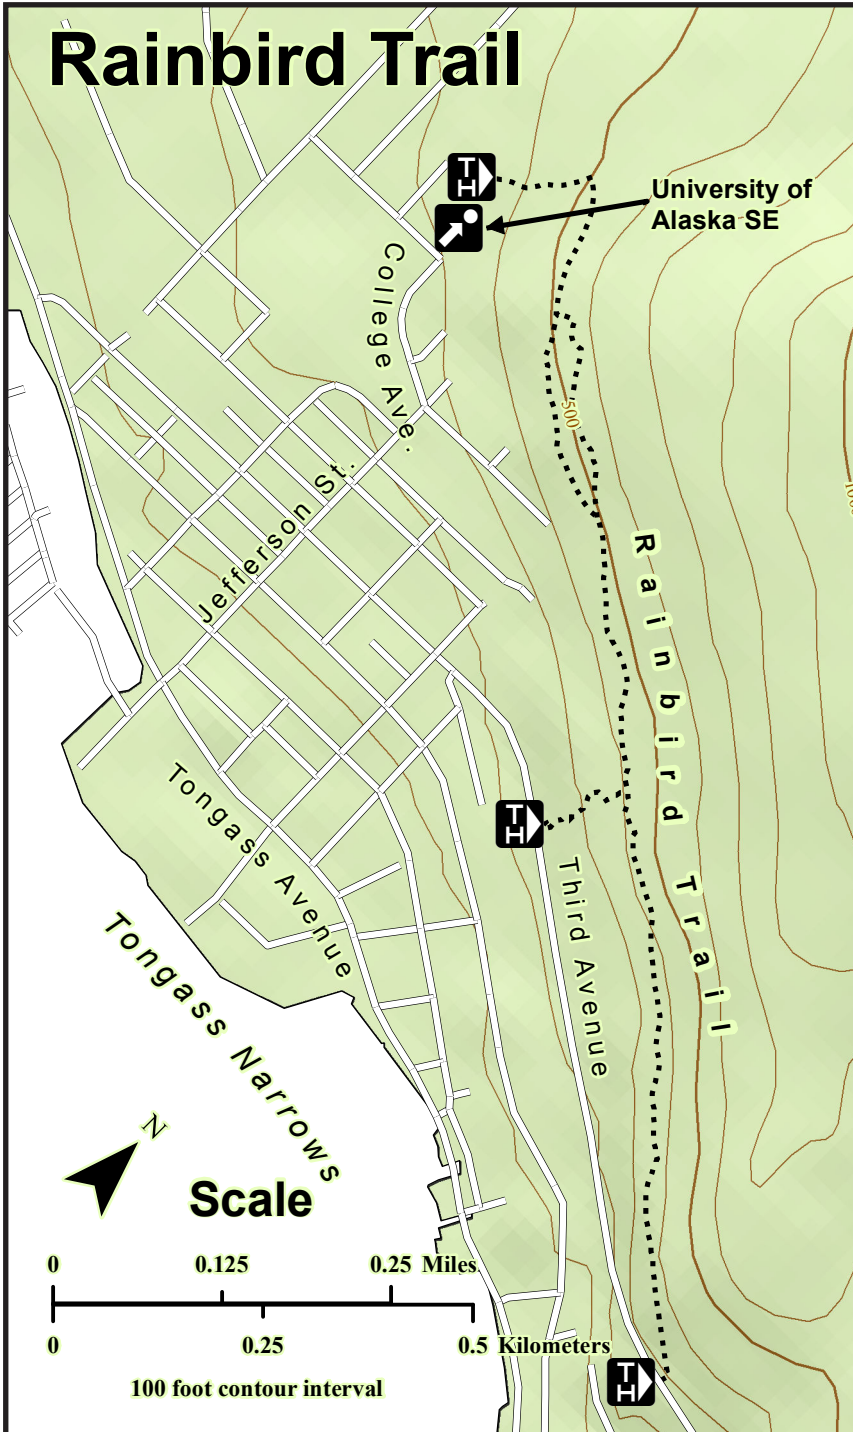 Rainbird Trail
TH
University of
Alaska SE
College Ave.
500
Jefferson St.
Rainbird Trail
TH
Tongass Avenue
Third Avenue
Tongass Narrows
N
Scale
0 0.125 0.25 Miles
0 0.25 0.5 Kilometers
100 foot contour interval
TH